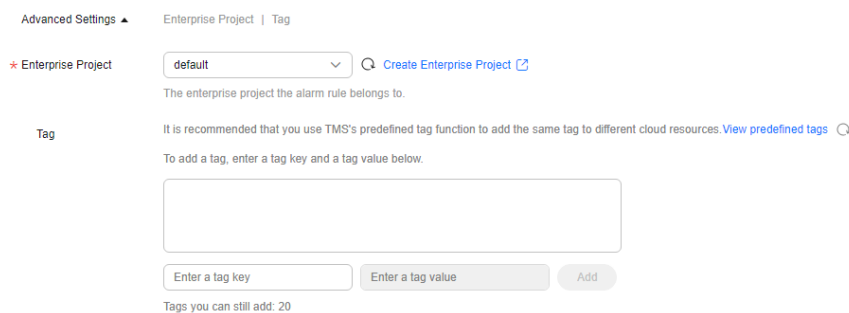 Advanced Settings ▲ Enterprise Project | Tag
* Enterprise Project default Create Enterprise Project
The enterprise project the alarm rule belongs to.
Tag It is recommended that you use TMS's predefined tag function to add the same tag to different cloud resources. View predefined tags
To add a tag, enter a tag key and a tag value below.
Enter a tag key Enter a tag value Add
Tags you can still add: 20